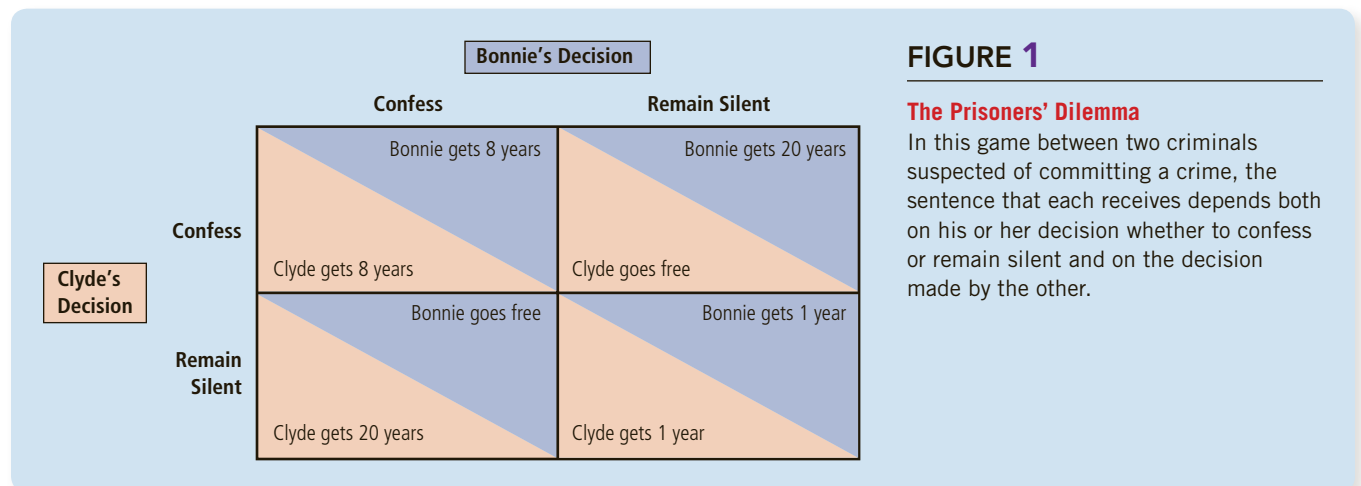 Bonnie's Decision
Confess
Remain Silent
Clyde's
Decision
Confess
Bonnie gets 8 years
Clyde gets 8 years
Bonnie gets 20 years
Clyde goes free
Remain
Silent
Bonnie goes free
Clyde gets 20 years
Bonnie gets 1 year
Clyde gets 1 year
FIGURE 1
The Prisoners' Dilemma
In this game between two criminals
suspected of committing a crime, the
sentence that each receives depends both
on his or her decision whether to confess
or remain silent and on the decision
made by the other.